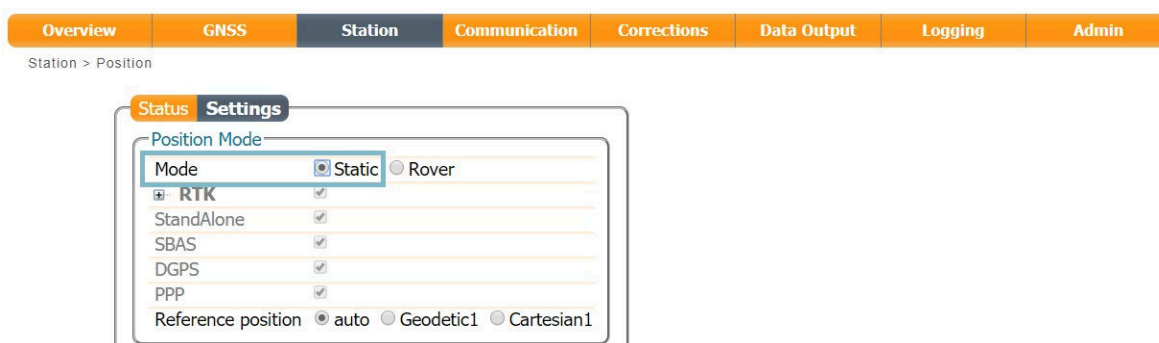 Overview GNSS Station Communication Corrections Data Output Logging Admin
Station > Position
Status Settings
Position Mode
Mode Static Rover
RTK
StandAlone
SBAS
DGPS
PPP
Reference position auto Geodetic1 Cartesian1